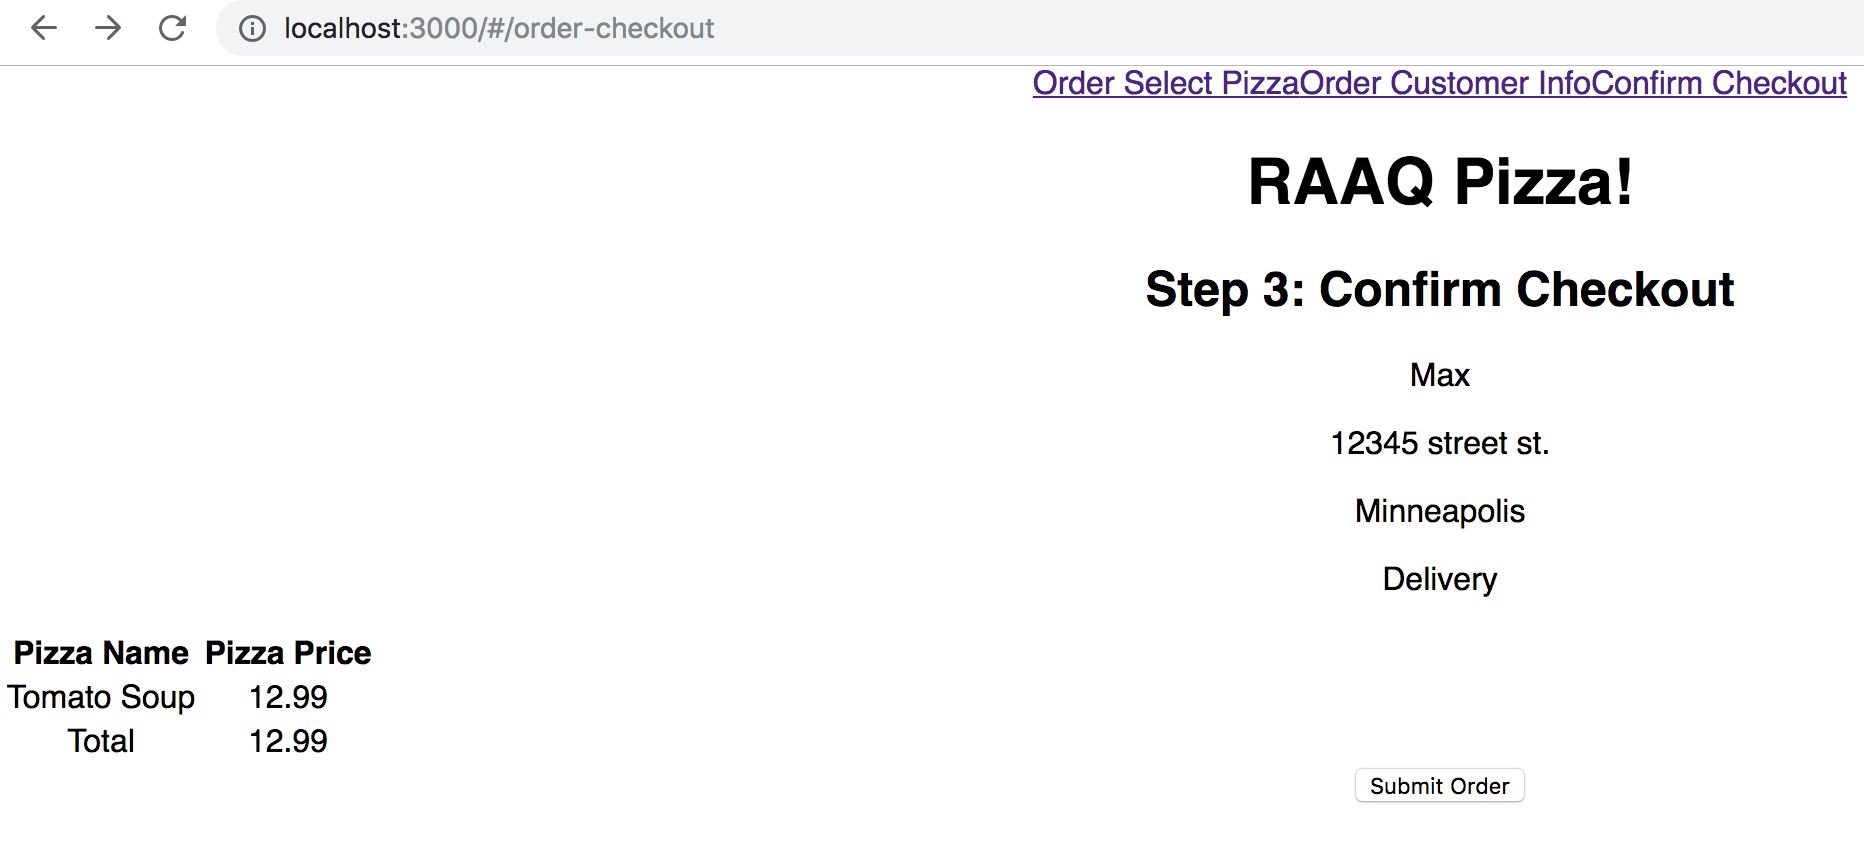 localhost:3000/#/order-checkout
Order Select PizzaOrder Customer InfoConfirm Checkout
RAAQ Pizza!
Step 3: Confirm Checkout
Max
12345 street st.
Minneapolis
Delivery
Pizza Name Pizza Price
Tomato Soup 12.99
Total 12.99
Submit Order